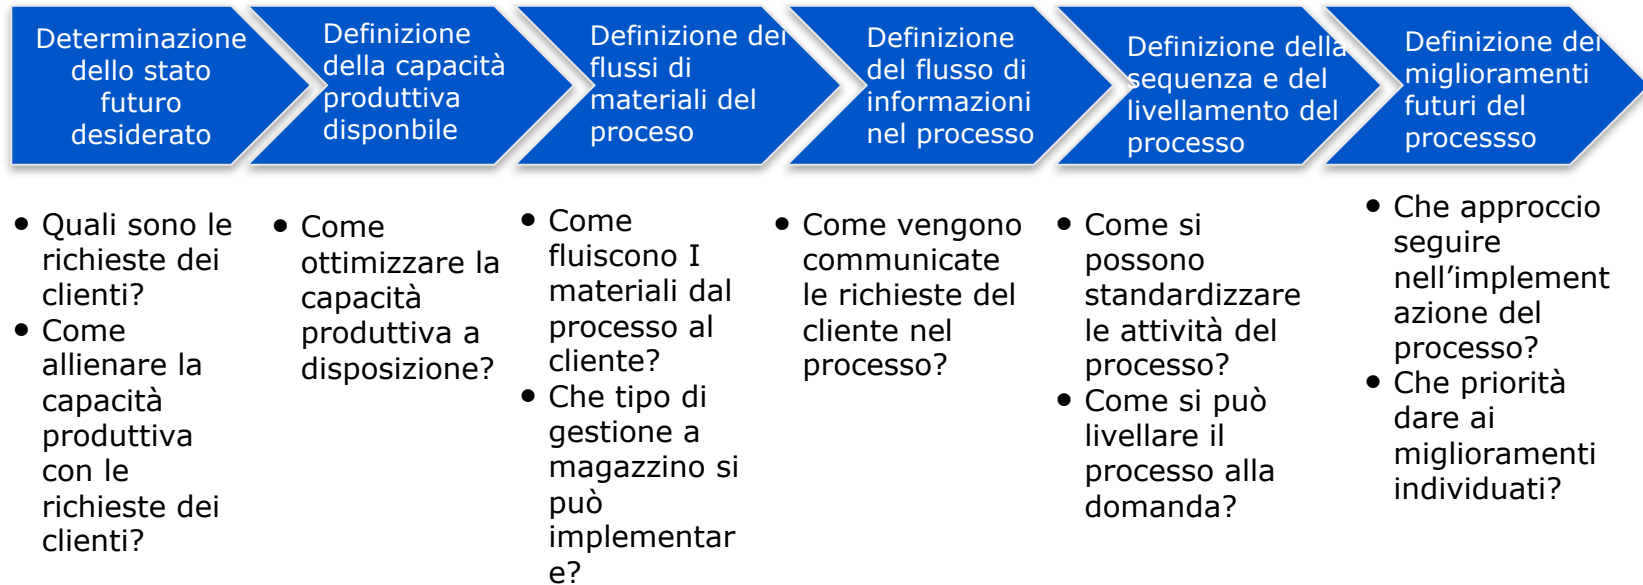 Determinazione
dello stato
futuro
desiderato
Definizione
della capacità
produttiva
disponbile
Definizione dei
flussi di
materiali del
proceso
Definizione
del flusso di
informazioni
nel processo
Definizione della
sequenza e del
livellamento del
processo
Definizione dei
miglioramenti
futuri del
processso
• Quali sono le
richieste dei
clienti?
• Come
allienare la
capacità
produttiva
con le
richieste dei
clienti?
• Come
ottimizzare la
capacità
produttiva a
disposizione?
• Come
fluiscono I
materiali dal
processo al
cliente?
• Che tipo di
gestione a
magazzino si
può
implementar
e?
• Come vengono
communicate
le richieste del
cliente nel
processo?
• Come si
possono
standardizzare
le attività del
processo?
• Come si può
livellare il
processo alla
domanda?
• Che approccio
seguire
nell’implement
azione del
processo?
• Che priorità
dare ai
miglioramenti
individuati?